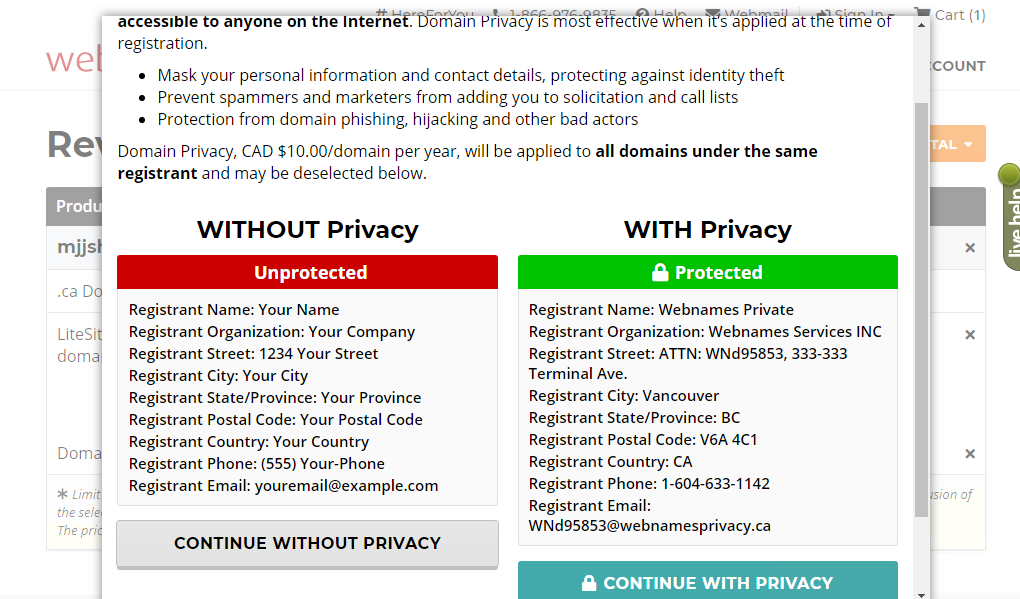 # HereForYou 1-866-976-9835 Help Webmail Sign In Cart (1)
accessible to anyone on the Internet. Domain Privacy is most effective when it's applied at the time of
registration.
web
COUNT
Mask your personal information and contact details, protecting against identity theft
Prevent spammers and marketers from adding you to solicitation and call lists
Protection from domain phishing, hijacking and other bad actors
Rev
TAL
Domain Privacy, CAD $10.00/domain per year, will be applied to all domains under the same
registrant and may be deselected below.
Produ
live help
WITHOUT Privacy
WITH Privacy
mjjsh
Unprotected
Protected
.ca Do
Registrant Name: Your Name
Registrant Organization: Your Company
Registrant Street: 1234 Your Street
Registrant City: Your City
Registrant State/Province: Your Province
Registrant Postal Code: Your Postal Code
Registrant Country: Your Country
Registrant Phone: (555) Your-Phone
Registrant Email: youremail@example.com
Registrant Name: Webnames Private
Registrant Organization: Webnames Services INC
Registrant Street: ATTN: WNd95853, 333-333
Terminal Ave.
Registrant City: Vancouver
Registrant State/Province: BC
Registrant Postal Code: V6A 4C1
Registrant Country: CA
Registrant Phone: 1-604-633-1142
Registrant Email:
WNd95853@webnamesprivacy.ca
LiteSit
domai
Doma
* Limit
usion of
the sele
The pric
CONTINUE WITHOUT PRIVACY
CONTINUE WITH PRIVACY